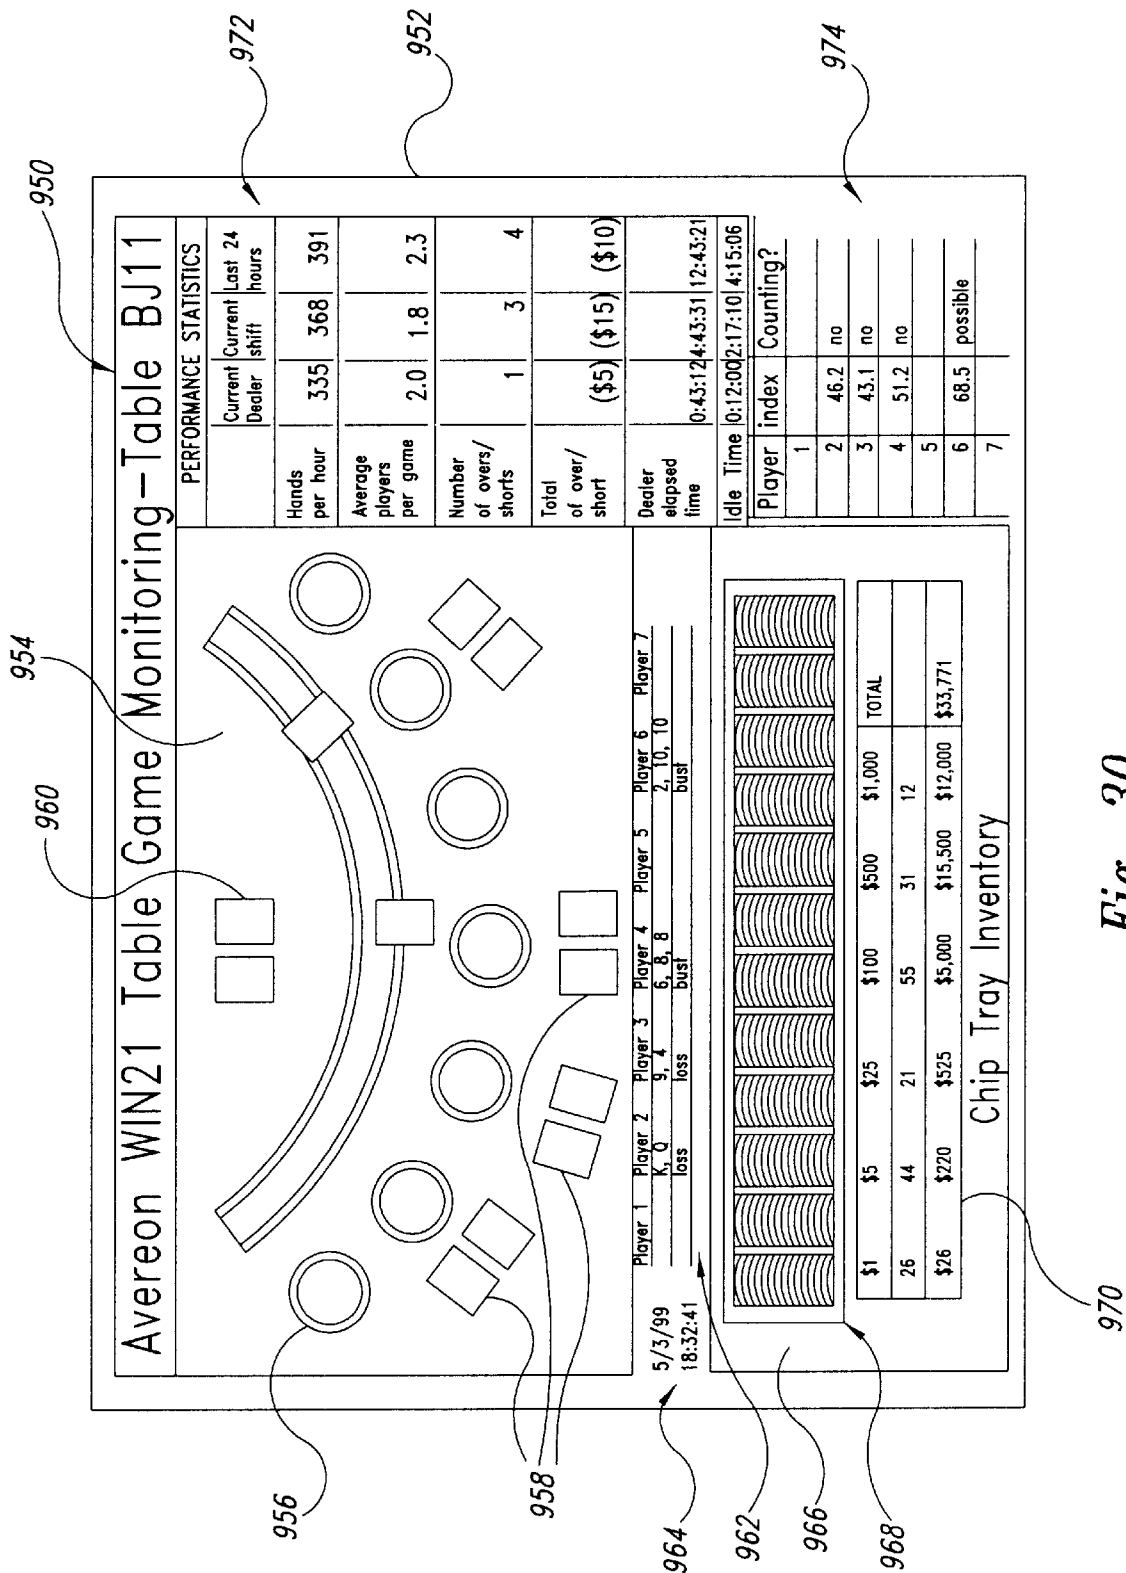 950
972
952
954
960
974
956
958
964
962
966
968
970
Avereon WIN21 Table Game Monitoring-Table BJ11
PERFORMANCE STATISTICS
Current Dealer Current shift Last 24 hours
Hands per hour 335 368 391
Average players per game 2.0 1.8 2.3
Number of overs/ shorts 1 3 4
Total of over/ short ($5) ($15) ($10)
Dealer elapsed time 0:43:12 4:43:31 12:43:21
Idle Time 0:12:00 2:17:10 4:15:06
Player index Counting?
1
2 46.2 no
3 43.1 no
4 51.2 no
5
6 68.5 possible
7
5/3/99
18:32:41
Player 1 Player 2 Player 3 Player 4 Player 5 Player 6 Player 7
K, Q 9, 4 6, 8, 8 2, 10, 10
loss loss bust bust
$1 $5 $25 $100 $500 $1,000 TOTAL
26 44 21 55 31 12
$26 $220 $525 $5,000 $15,500 $12,000 $33,771
Chip Tray Inventory
Fig. 30